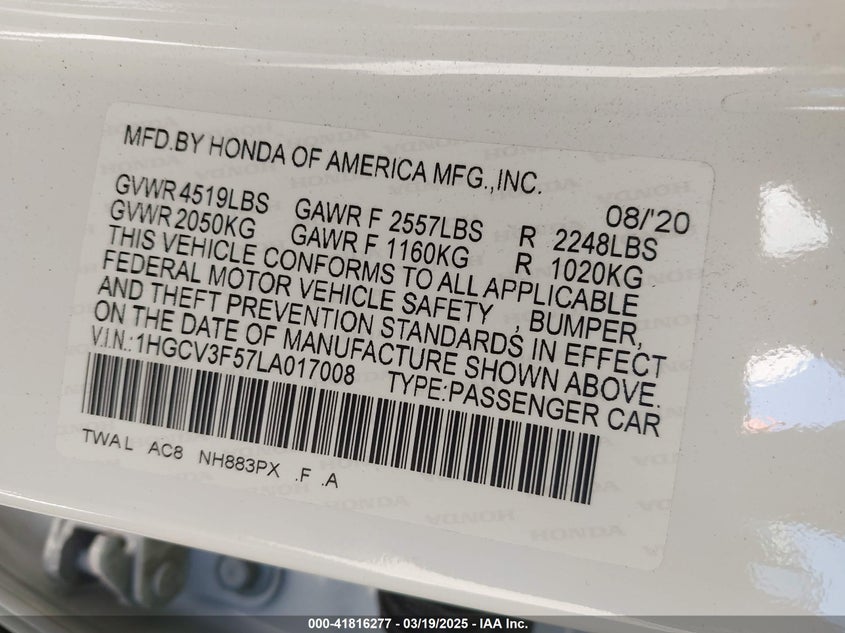 MFD.BY HONDA OF AMERICA MFG.,INC.
08/'20
GVWR 4519LBS GAWR F 2557LBS R 2248LBS
GVWR 2050KG GAWR F 1160KG R 1020KG
THIS VEHICLE CONFORMS TO ALL APPLICABLE
FEDERAL MOTOR VEHICLE SAFETY , BUMPER,
AND THEFT PREVENTION STANDARDS IN EFFECT
ON THE DATE OF MANUFACTURE SHOWN ABOVE.
V.I.N.:1HGCV3F57LA017008 TYPE:PASSENGER CAR
TWA L AC8 NH883PX .F .A
HONDA
000-41816277 - 03/19/2025 - IAA Inc.